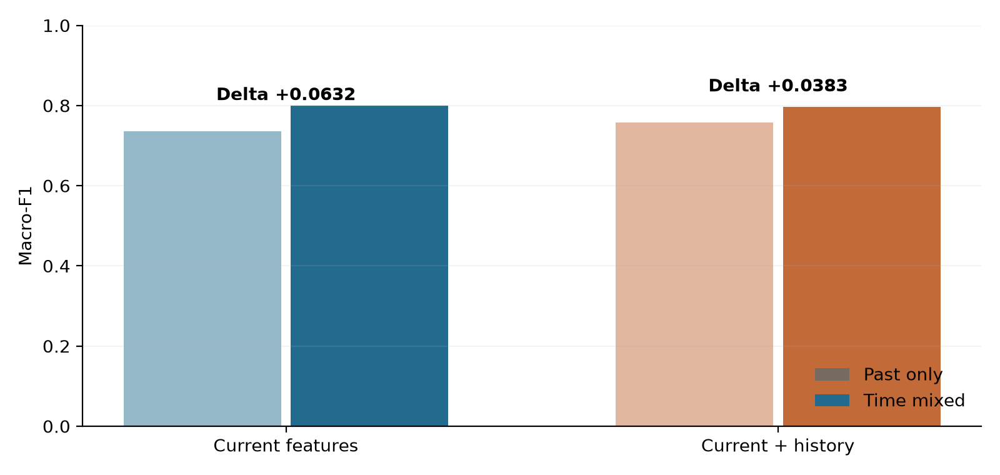 1.0
0.8
0.6
0.4
0.2
0.0
Macro-F1
Delta +0.0632
Delta +0.0383
Past only
Time mixed
Current features
Current + history